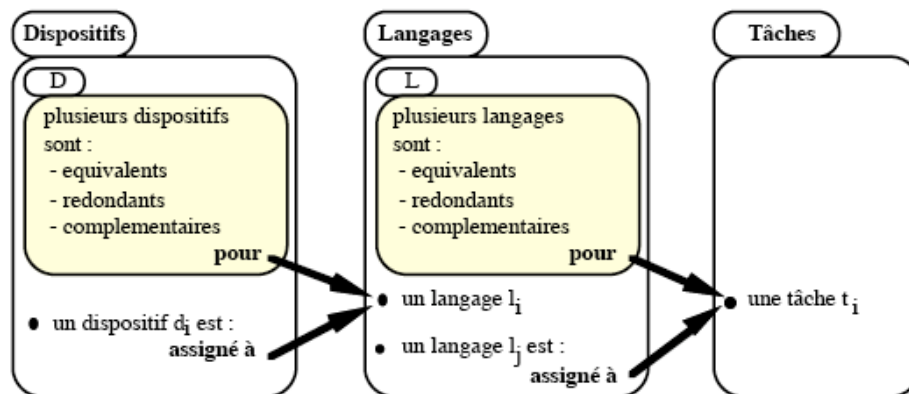 Dispositifs
D
plusieurs dispositifs
sont :
- equivalents
- redondants
- complementaires
pour
un dispositif di est :
assigné à
Langages
L
plusieurs langages
sont :
- equivalents
- redondants
- complementaires
pour
un langage li
un langage lj est :
assigné à
Tâches
une tâche ti